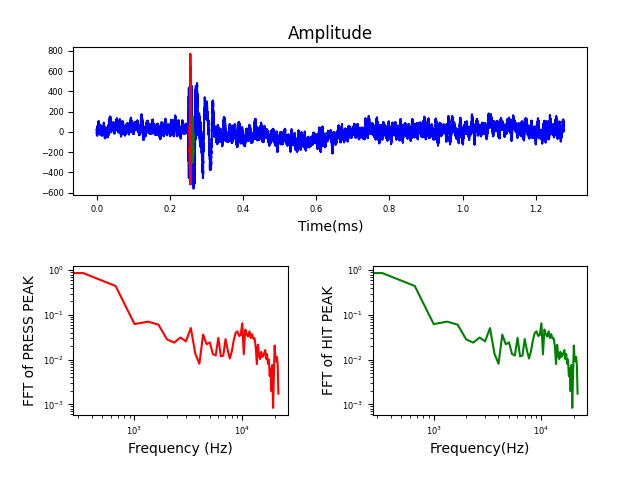 Amplitude
800
600
400
200
0
−200
−400
−600
0.0 0.2 0.4 0.6 0.8 1.0 1.2
Time(ms)
FFT of PRESS PEAK
10⁰
10⁻¹
10⁻²
10⁻³
10³ 10⁴
Frequency (Hz)
FFT of HIT PEAK
10⁰
10⁻¹
10⁻²
10⁻³
10³ 10⁴
Frequency(Hz)